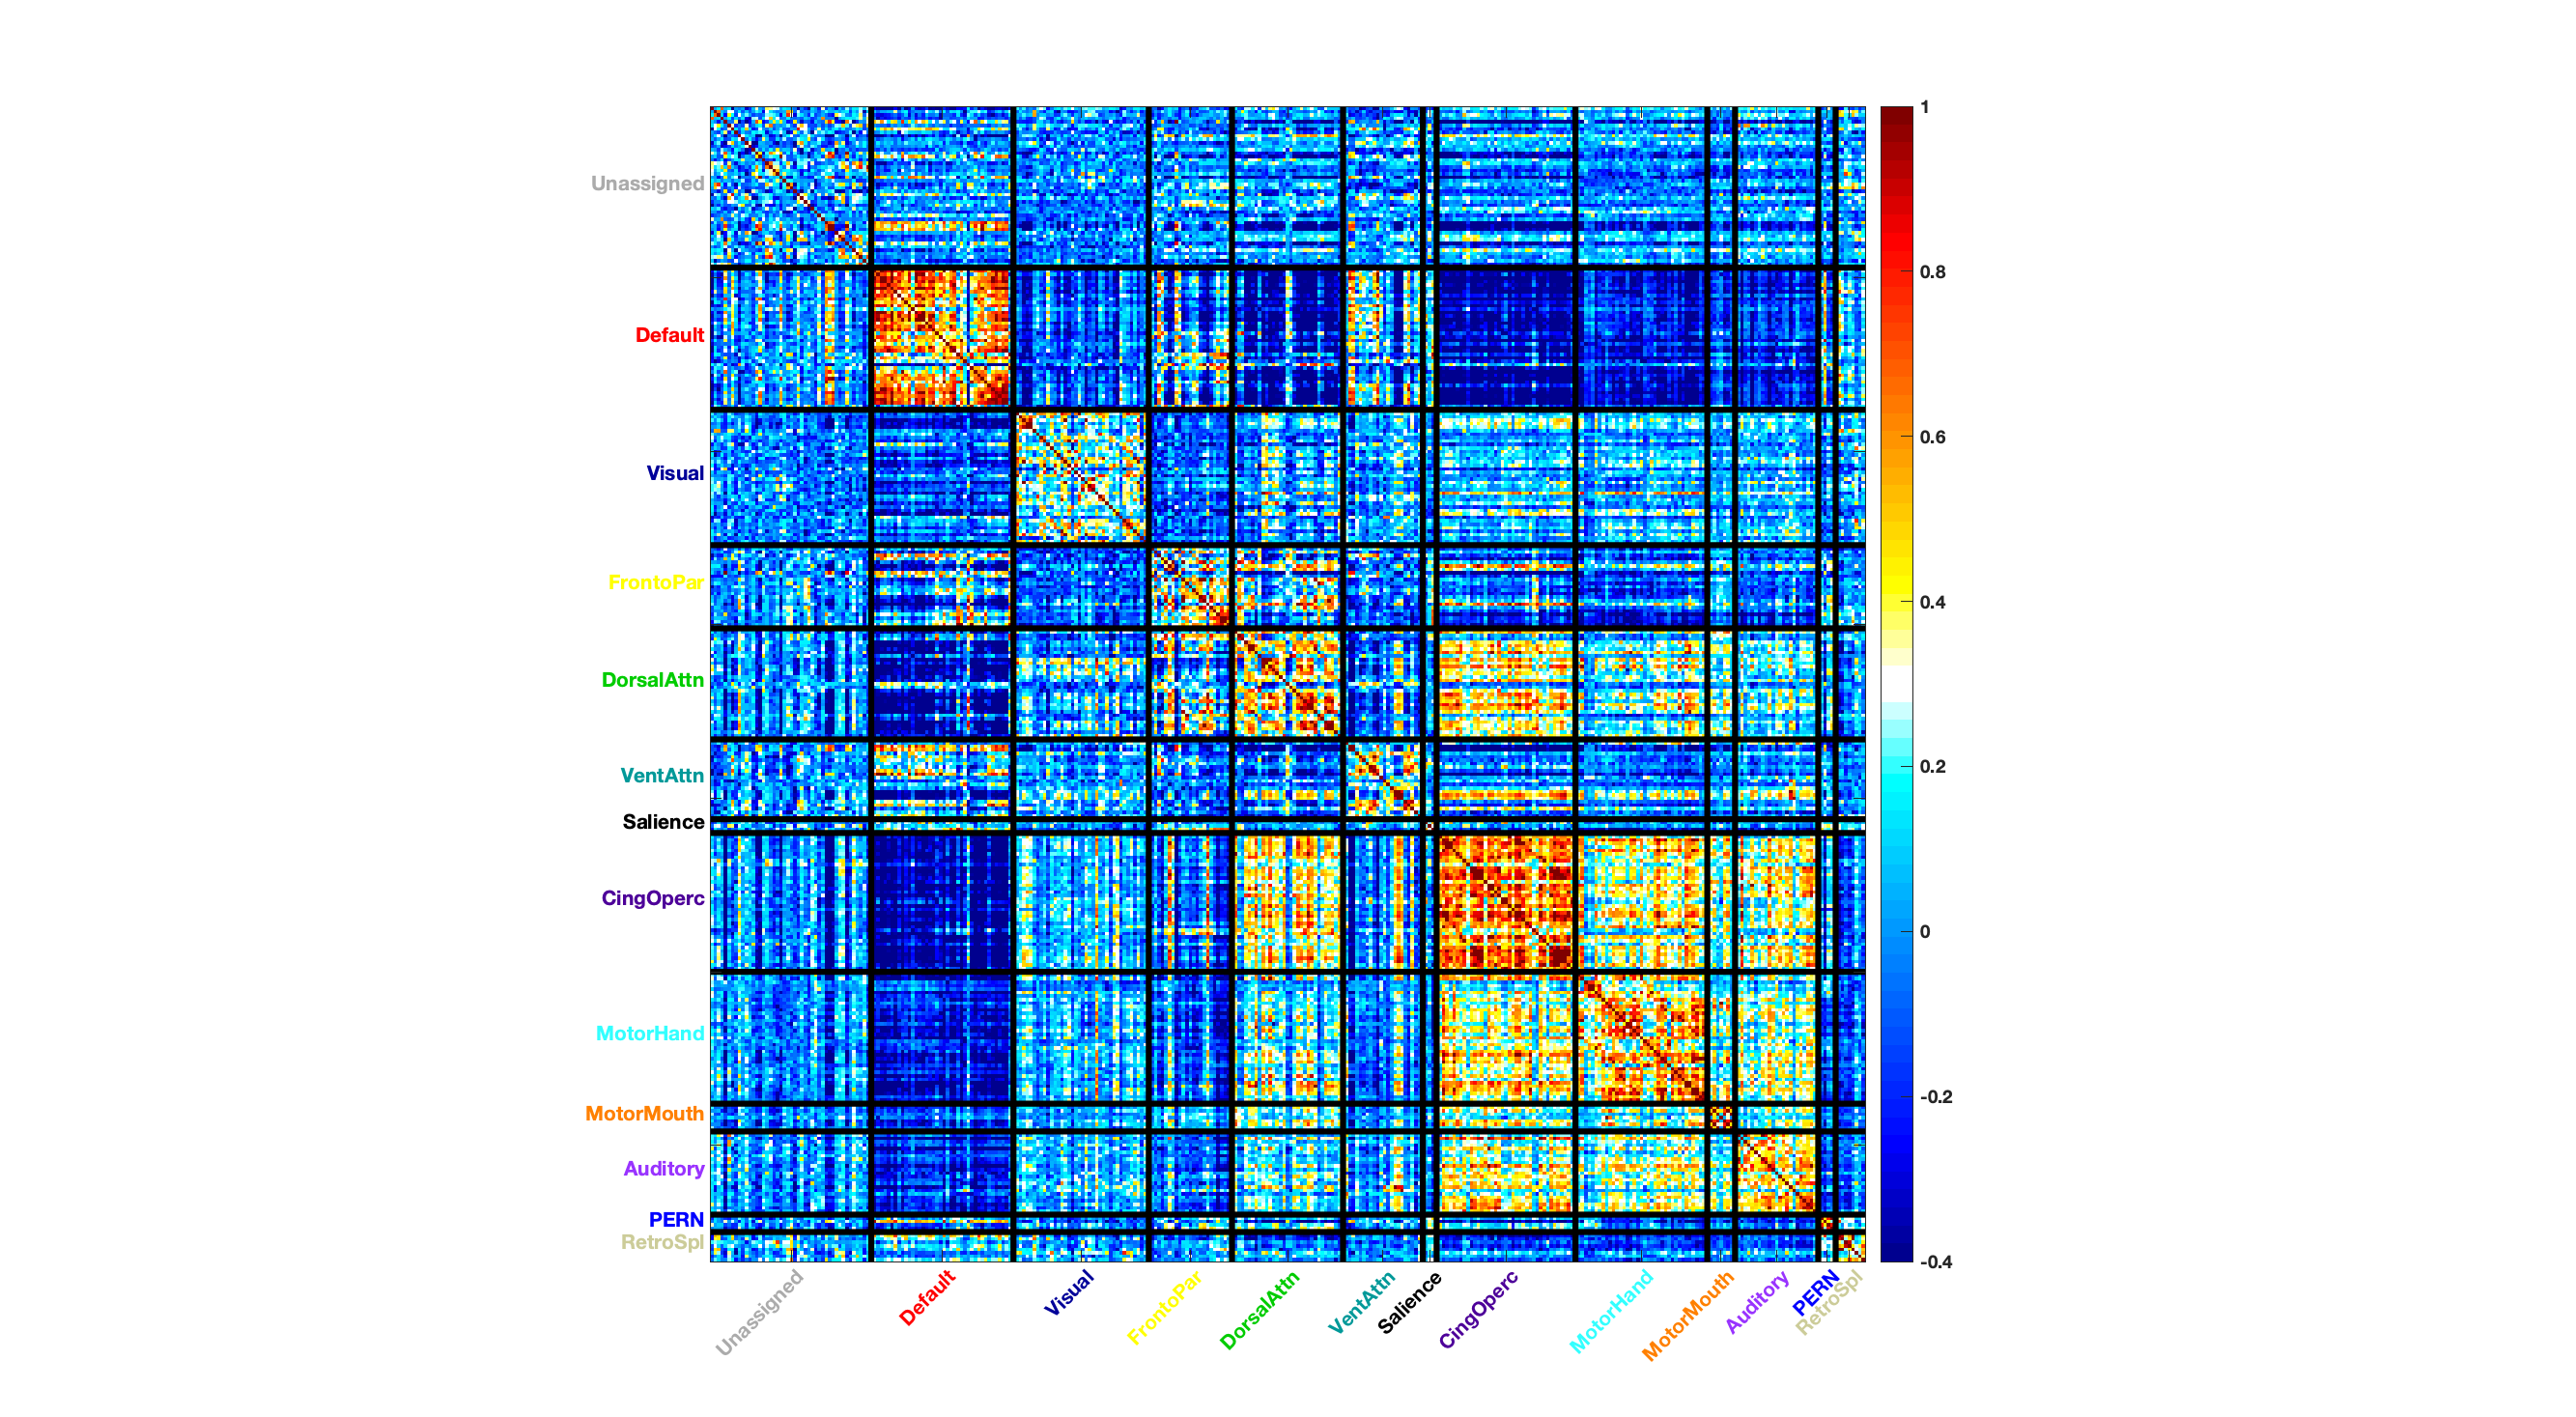 Unassigned
Default
Visual
FrontoPar
DorsalAttn
VentAttn
Salience
CingOperc
MotorHand
MotorMouth
Auditory
PERN
RetroSpl
Unassigned
Default
Visual
FrontoPar
DorsalAttn
VentAttn
Salience
CingOperc
MotorHand
MotorMouth
Auditory
PERN
RetroSpl
1
0.8
0.6
0.4
0.2
0
-0.2
-0.4